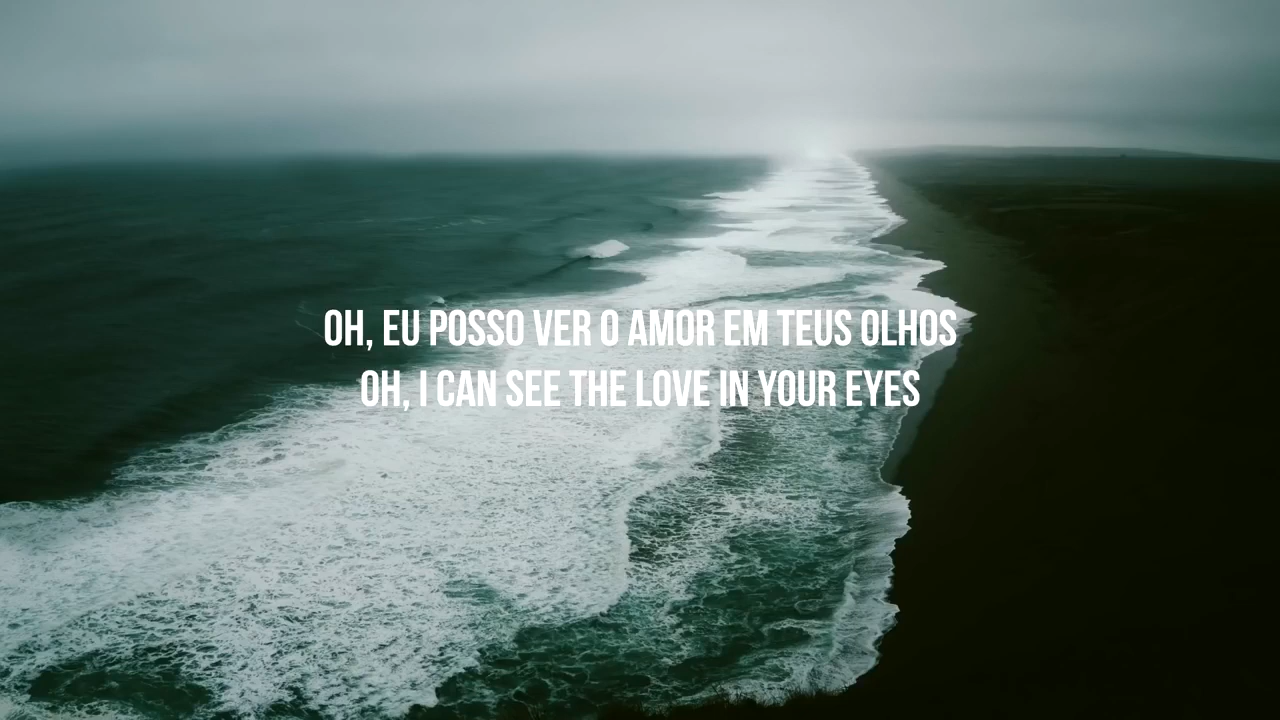 OH, EU POSSO VER O AMOR EM TEUS OLHOS
OH, I CAN SEE THE LOVE IN YOUR EYES